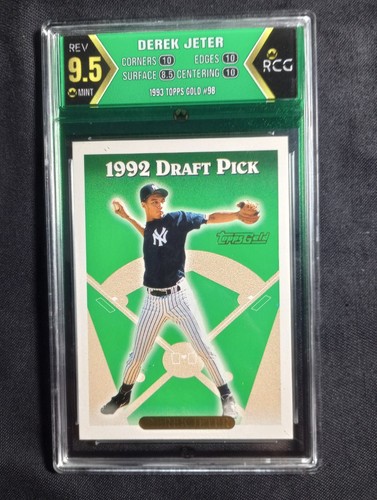 DEREK JETER
REV
9.5
MINT
CORNERS 10 EDGES 10
SURFACE 8.5 CENTERING 10
1993 TOPPS GOLD #98
RCG
1992 DRAFT PICK
NY
Topps Gold